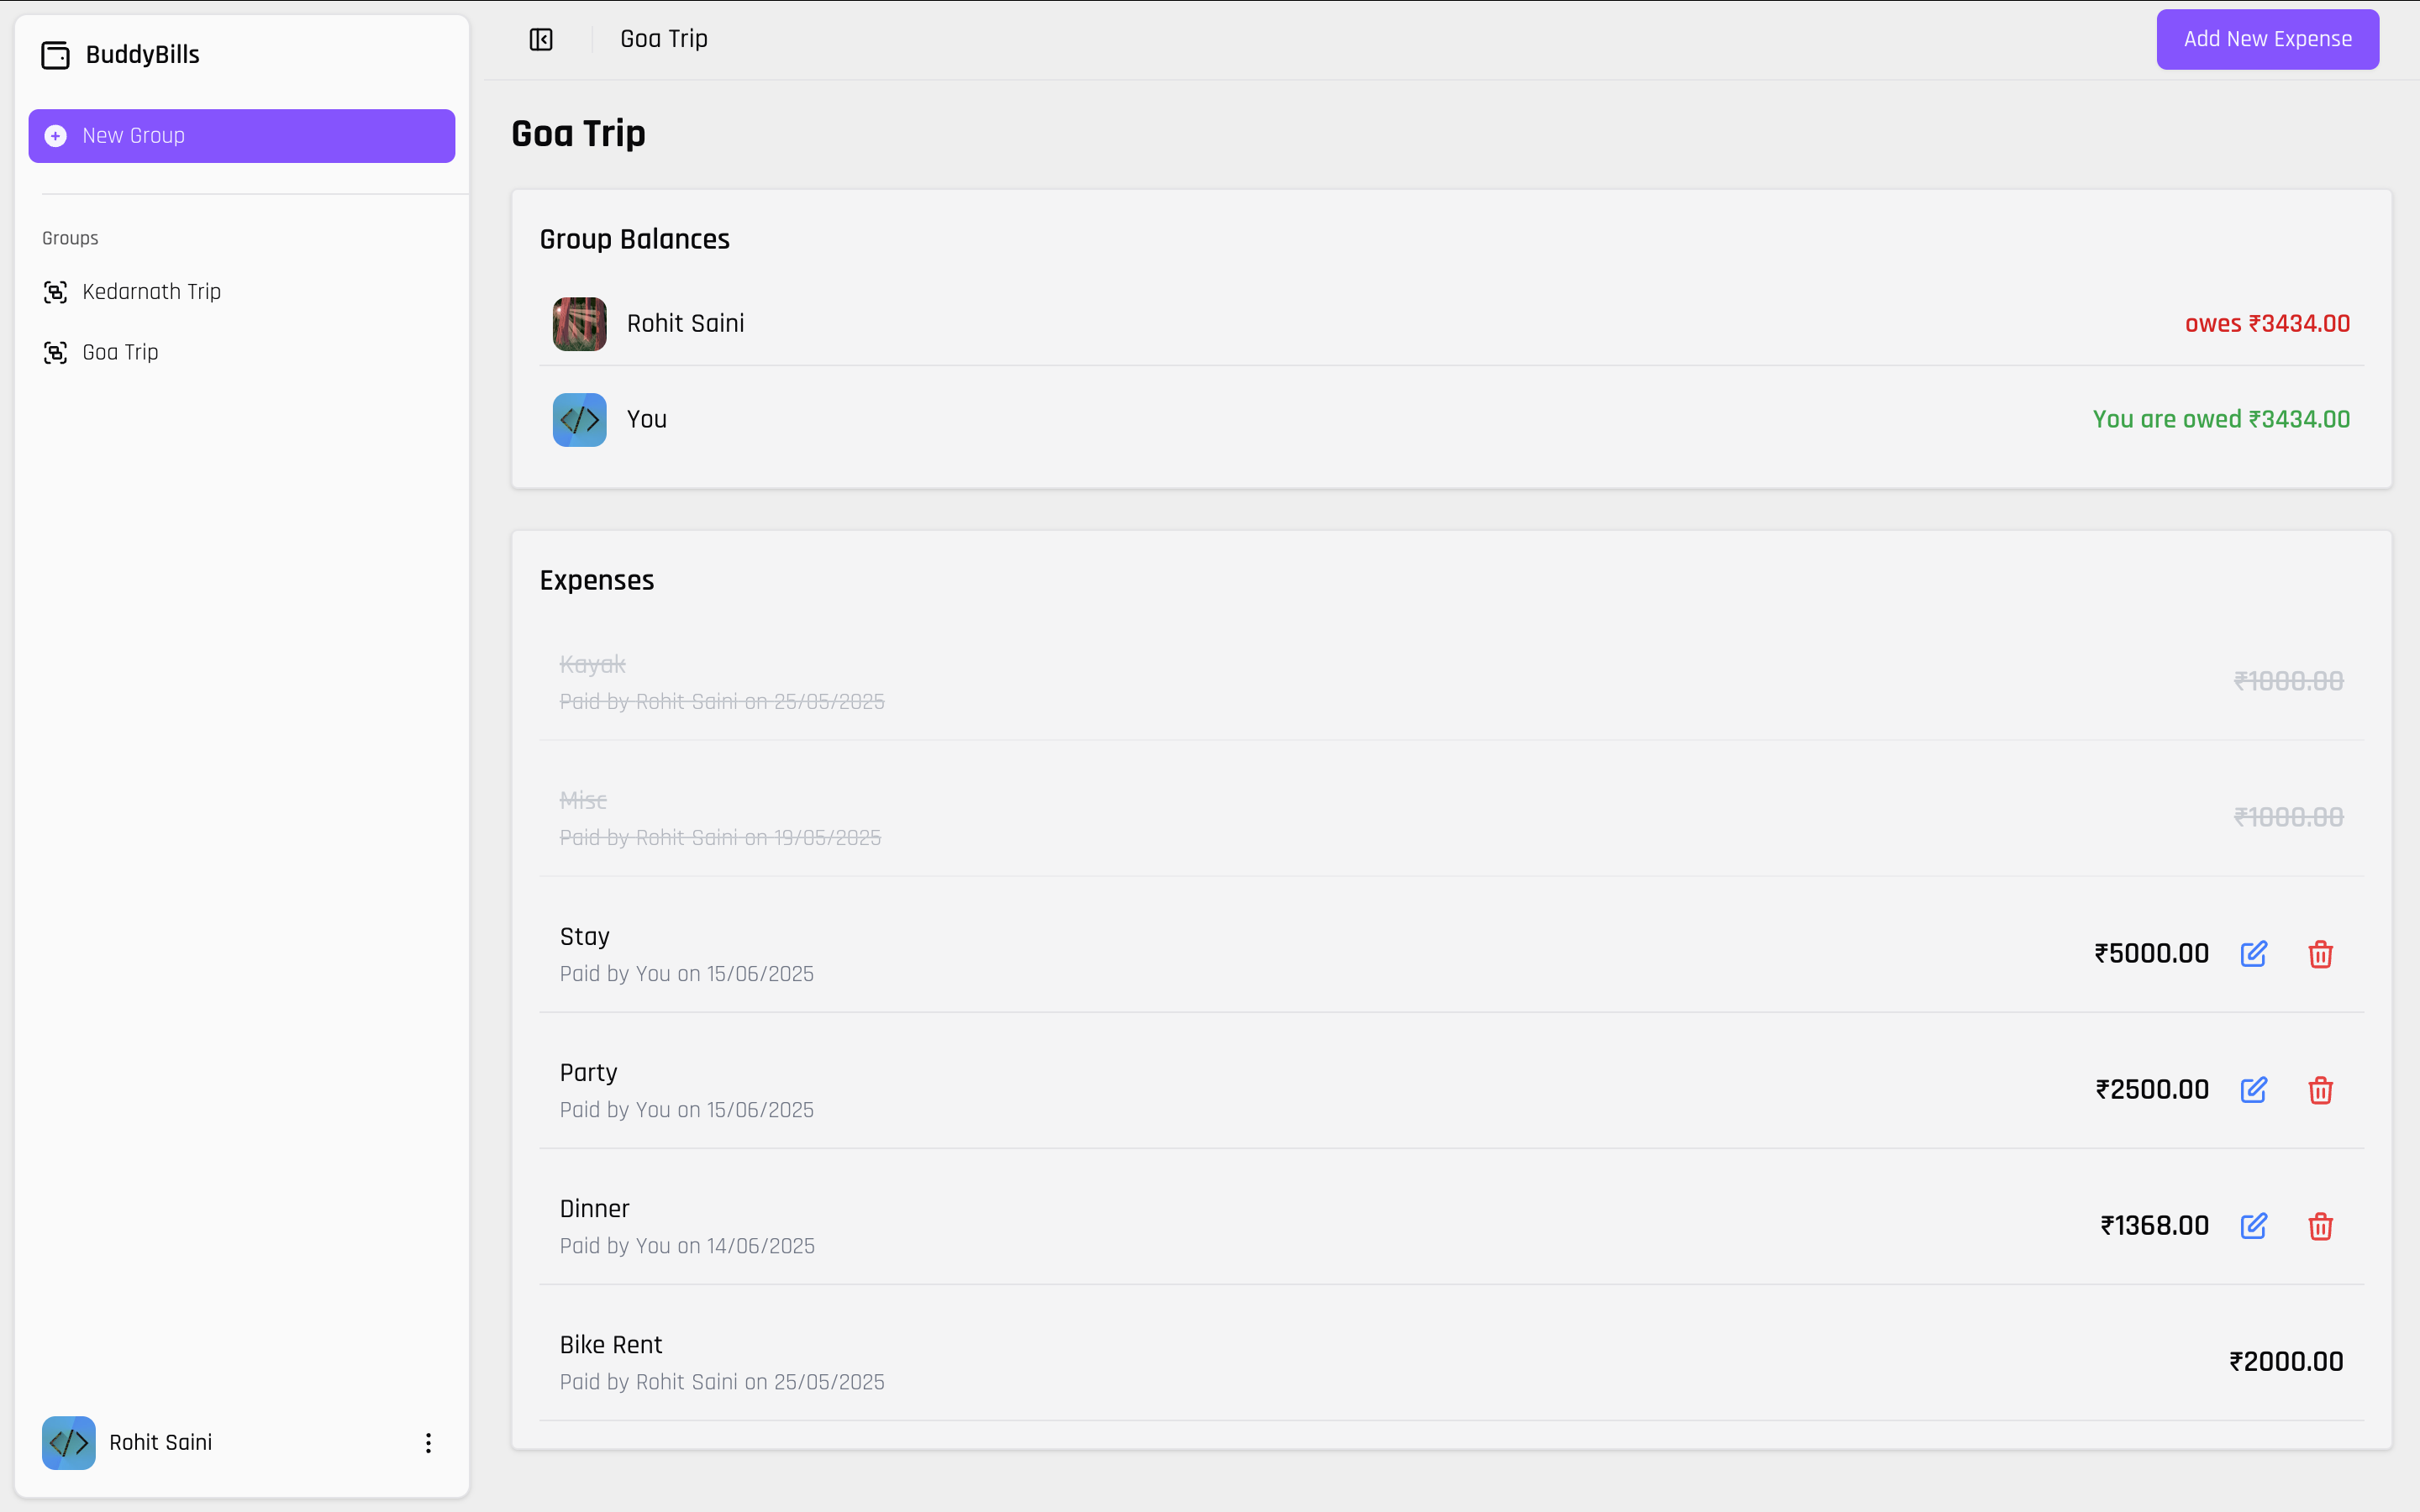 BuddyBills
New Group
Groups
Kedarnath Trip
Goa Trip
Rohit Saini
Goa Trip
Add New Expense
Goa Trip
Group Balances
Rohit Saini
owes ₹3434.00
You
You are owed ₹3434.00
Expenses
Kayak
Paid by Rohit Saini on 25/05/2025
₹1000.00
Misc
Paid by Rohit Saini on 19/05/2025
₹1000.00
Stay
Paid by You on 15/06/2025
₹5000.00
Party
Paid by You on 15/06/2025
₹2500.00
Dinner
Paid by You on 14/06/2025
₹1368.00
Bike Rent
Paid by Rohit Saini on 25/05/2025
₹2000.00